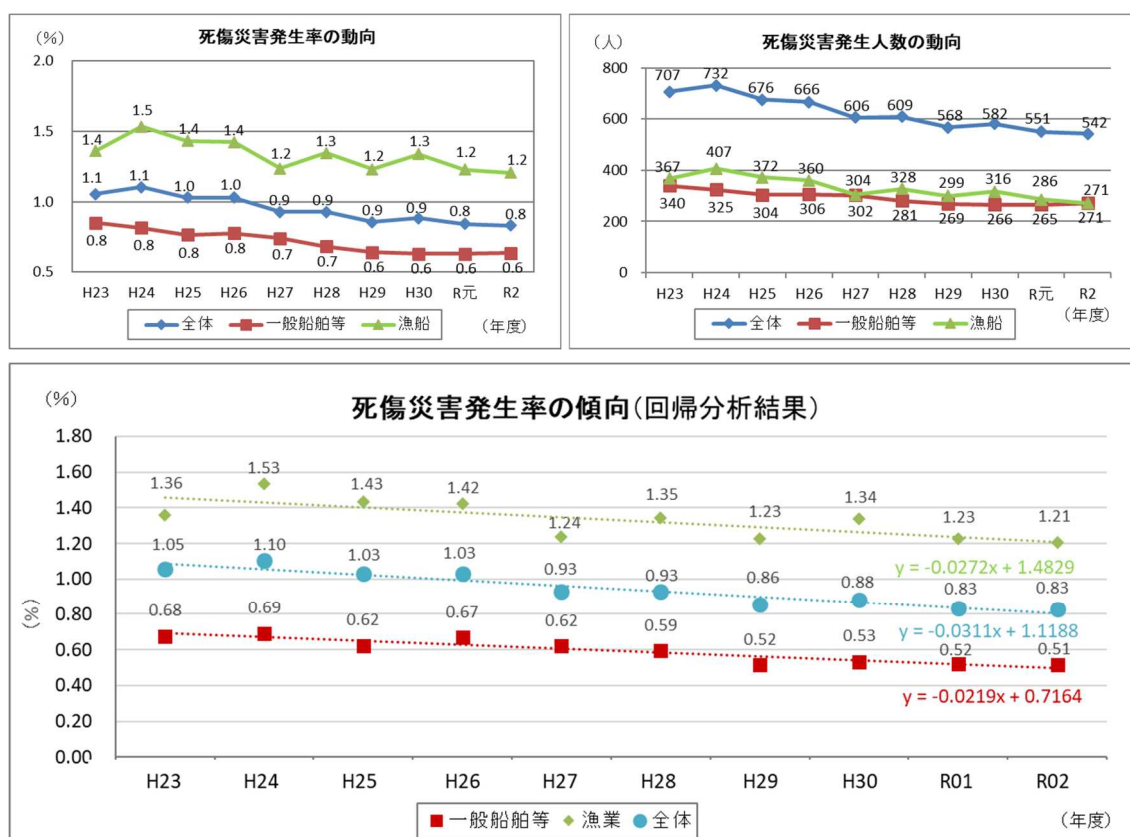 死傷災害発生率の動向
（%）
2.0
1.5
1.0
0.5
1.4 1.5 1.4 1.4 1.2 1.3 1.2 1.3 1.2 1.2
1.1 1.1 1.0 1.0 0.9 0.9 0.9 0.9 0.8 0.8
0.8 0.8 0.8 0.8 0.7 0.7 0.6 0.6 0.6 0.6
H23 H24 H25 H26 H27 H28 H29 H30 R元 R2
全体 一般船舶等 漁船 （年度）
死傷災害発生人数の動向
（人）
800
600
400
200
0
707 732 676 666 606 609 568 582 551 542
367 407 372 360 304 328 299 316 286 271
340 325 304 306 302 281 269 266 265 271
H23 H24 H25 H26 H27 H28 H29 H30 R元 R2
全体 一般船舶等 漁船 （年度）
死傷災害発生率の傾向（回帰分析結果）
（%）
(%)
1.80
1.60
1.40
1.20
1.00
0.80
0.60
0.40
0.20
0.00
1.36 1.53 1.43 1.42 1.24 1.35 1.23 1.34 1.23 1.21
y = -0.0272x + 1.4829
1.05 1.10 1.03 1.03 0.93 0.93 0.86 0.88 0.83 0.83
y = -0.0311x + 1.1188
0.68 0.69 0.62 0.67 0.62 0.59 0.52 0.53 0.52 0.51
y = -0.0219x + 0.7164
H23 H24 H25 H26 H27 H28 H29 H30 R01 R02
一般船舶等 漁業 全体 （年度）